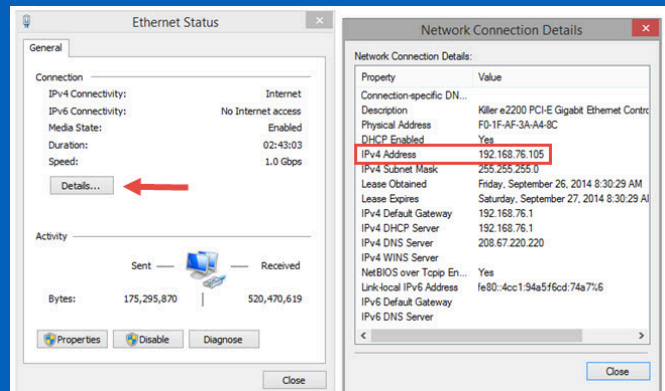 Ethernet Status
General
Connection
IPv4 Connectivity: Internet
IPv6 Connectivity: No Internet access
Media State: Enabled
Duration: 02:43:03
Speed: 1.0 Gbps
Details...
Activity
Sent Received
Bytes: 175,295,870 520,470,619
Properties Disable Diagnose
Close
Network Connection Details
Network Connection Details:
Property Value
Connection-specific DN...
Description Killer e2200 PCI-E Gigabit Ethernet Contrc
Physical Address F0-1F-AF-3A-A4-8C
DHCP Enabled Yes
IPv4 Address 192.168.76.105
IPv4 Subnet Mask 255.255.255.0
Lease Obtained Friday, September 26, 2014 8:30:29 AM
Lease Expires Saturday, September 27, 2014 8:30:29 AI
IPv4 Default Gateway 192.168.76.1
IPv4 DHCP Server 192.168.76.1
IPv4 DNS Server 208.67.220.220
IPv4 WINS Server
NetBIOS over Tcpip En... Yes
Link-local IPv6 Address fe80::4cc1:94a5f6cd:74a7%6
IPv6 Default Gateway
IPv6 DNS Server
Close